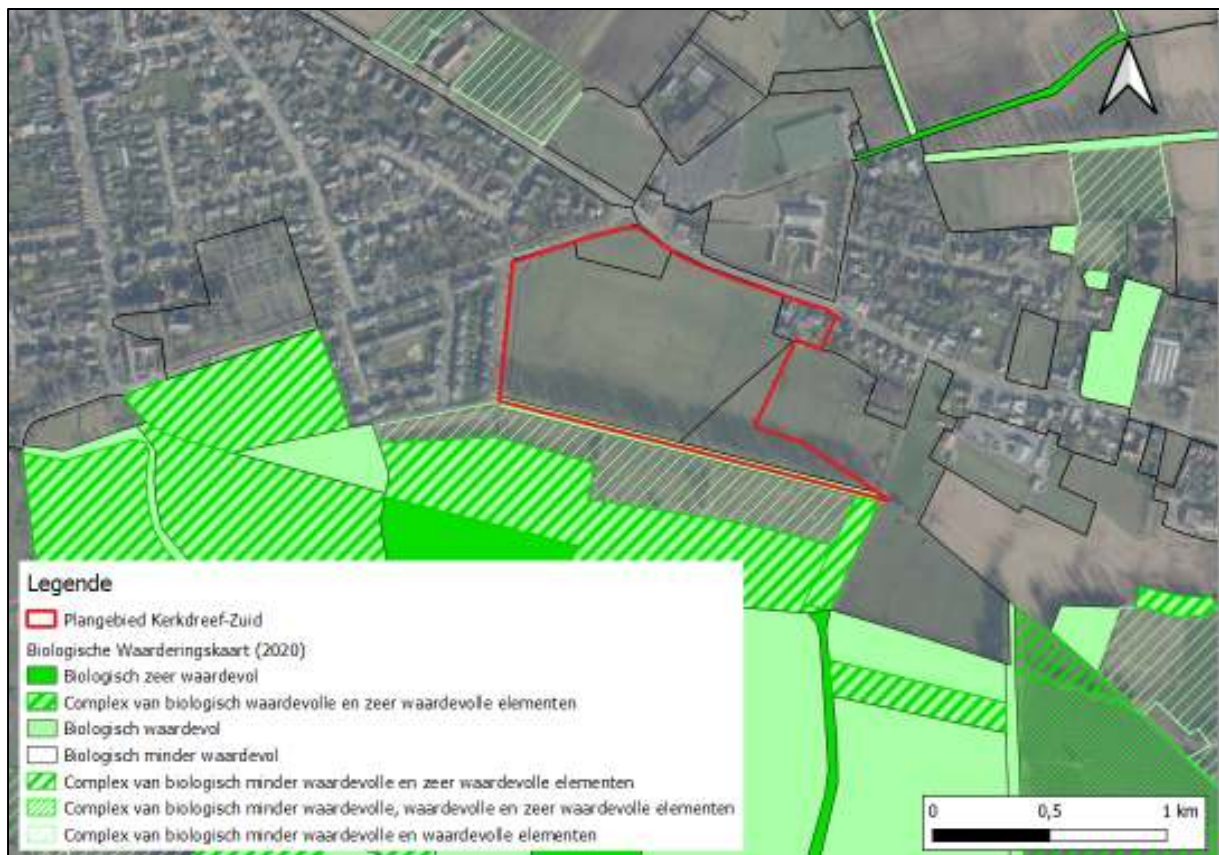 Legende
Plangebied Kerkdreef-Zuid
Biologische Waarderingskaart (2020)
Biologisch zeer waardevol
Complex van biologisch waardevolle en zeer waardevolle elementen
Biologisch waardevol
Biologisch minder waardevol
Complex van biologisch minder waardevolle en zeer waardevolle elementen
Complex van biologisch minder waardevolle, waardevolle en zeer waardevolle elementen
Complex van biologisch minder waardevolle en waardevolle elementen
0 0,5 1 km